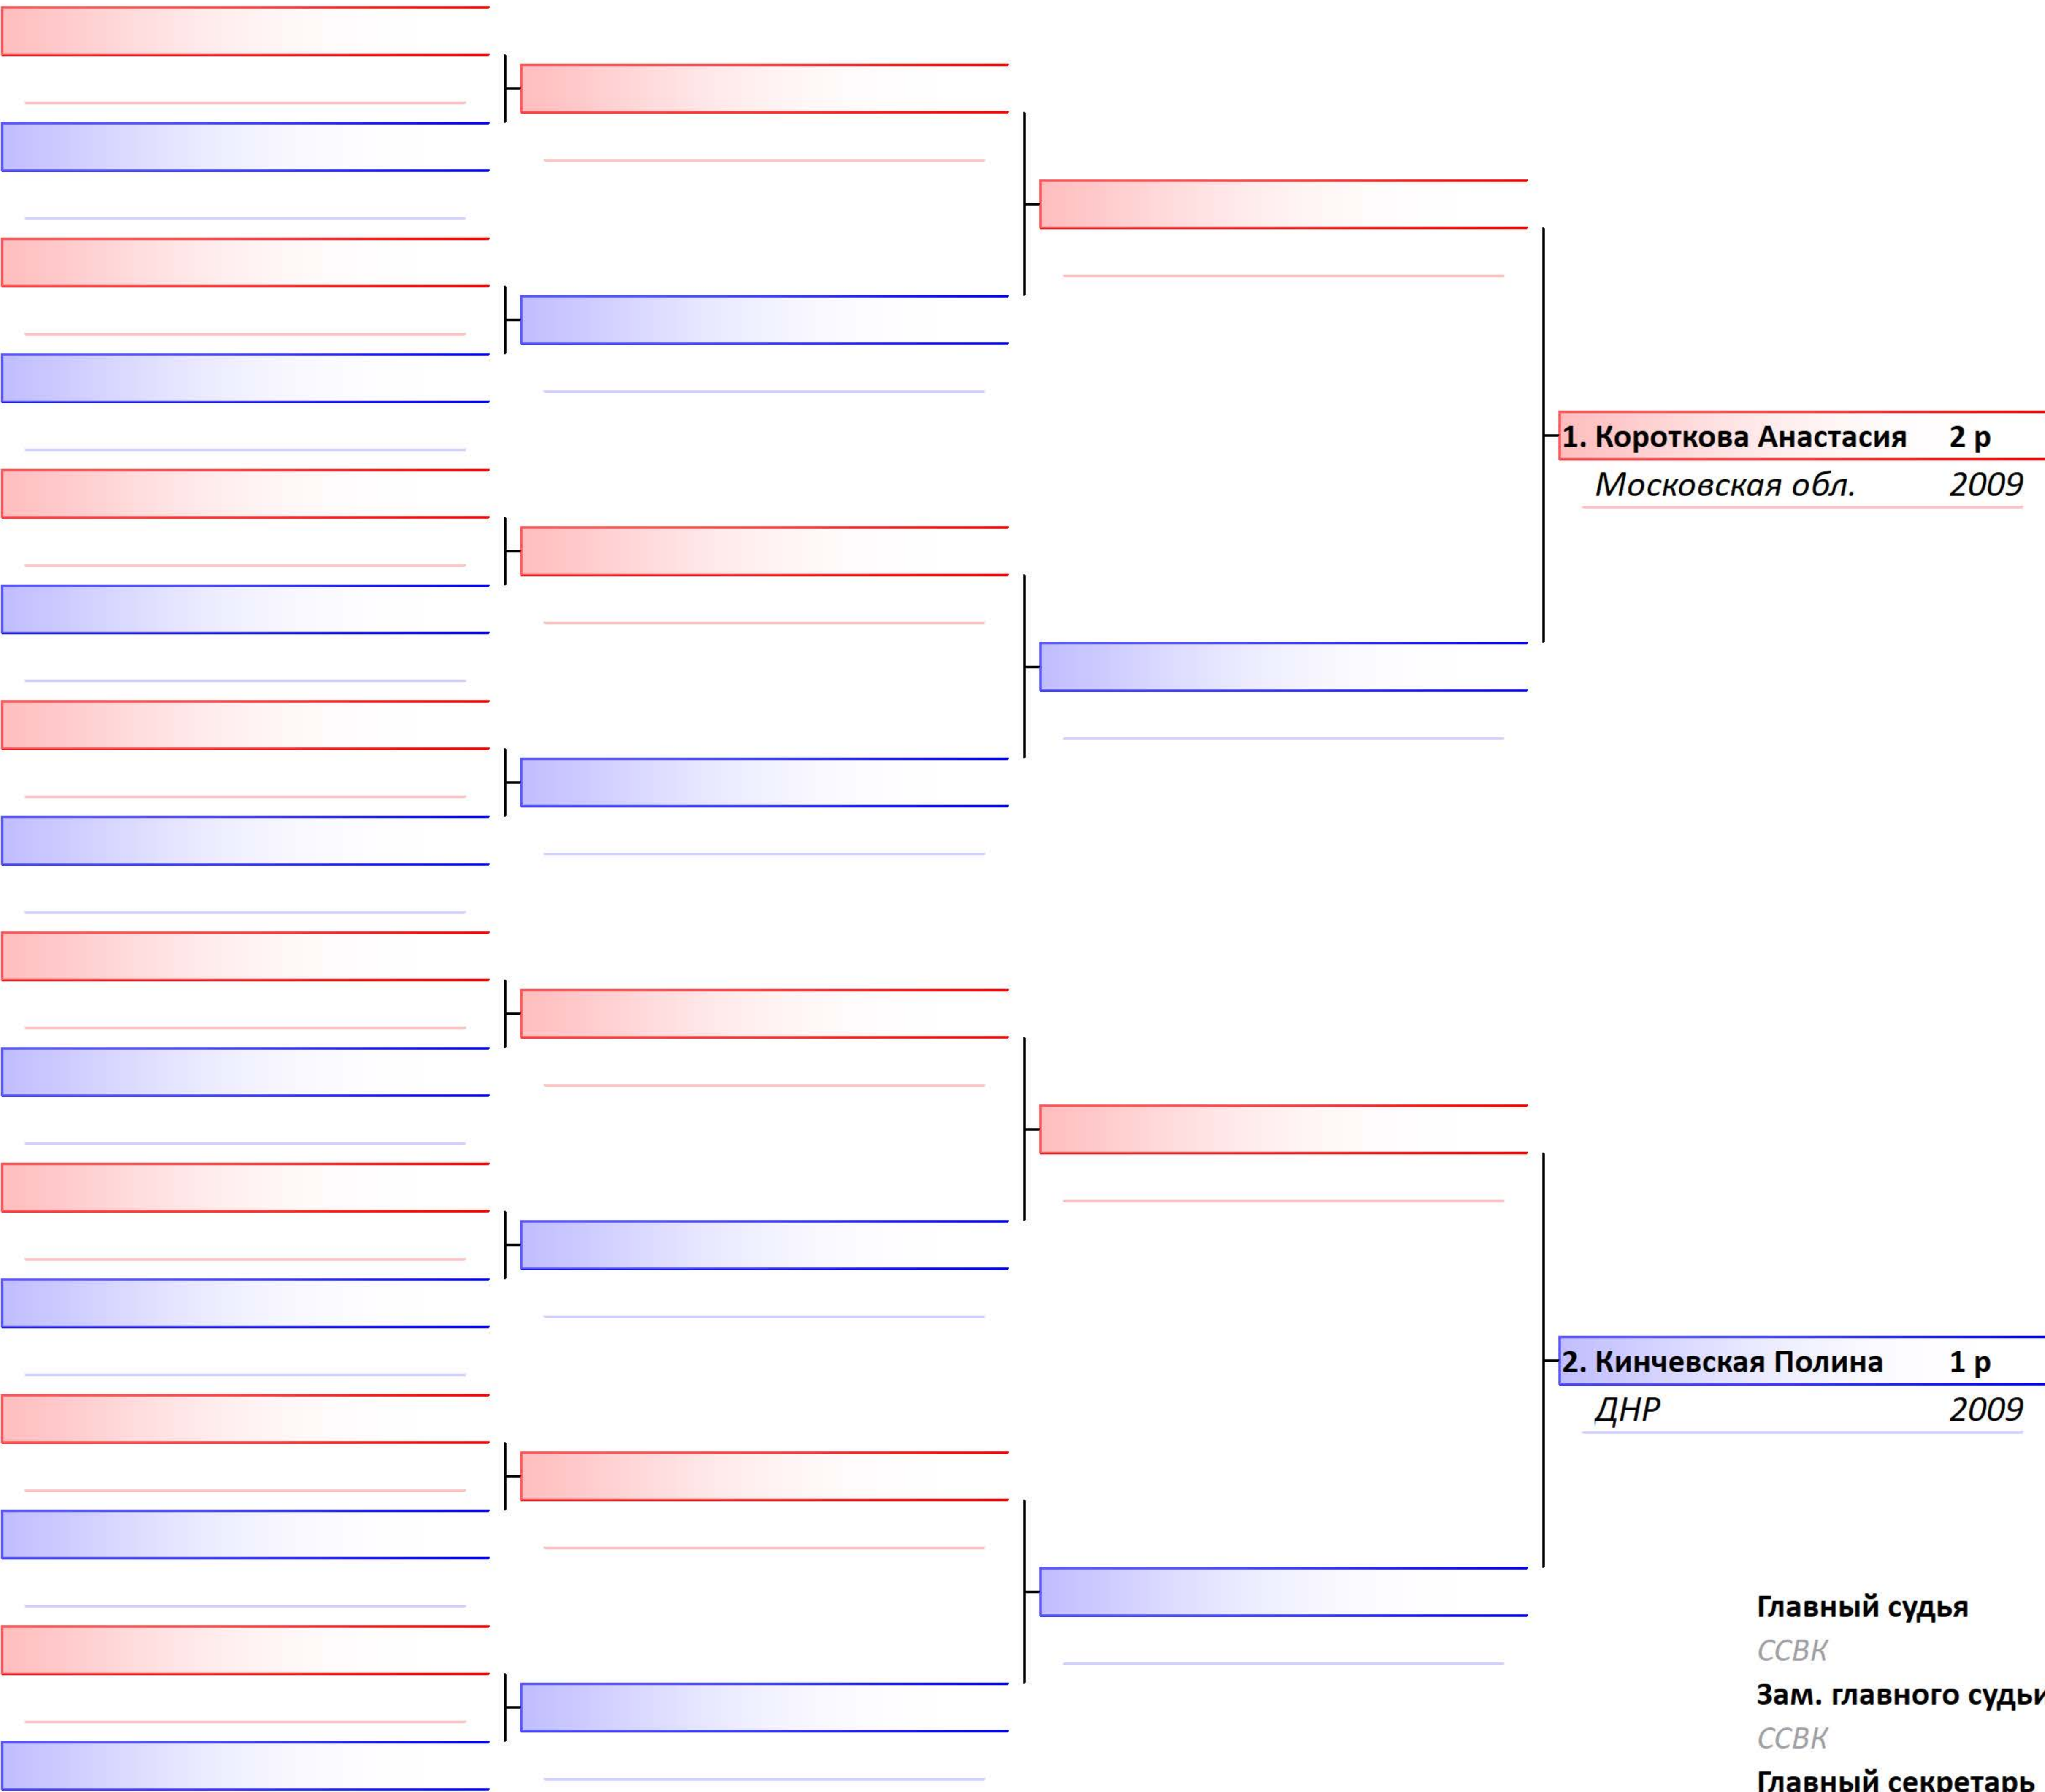 1. Короткова Анастасия 2 р
Московская обл. 2009
2. Кинчевская Полина 1 р
ДНР 2009
Главный судья
ССВК
Зам. главного судьи
ССВК
Главный секретарь